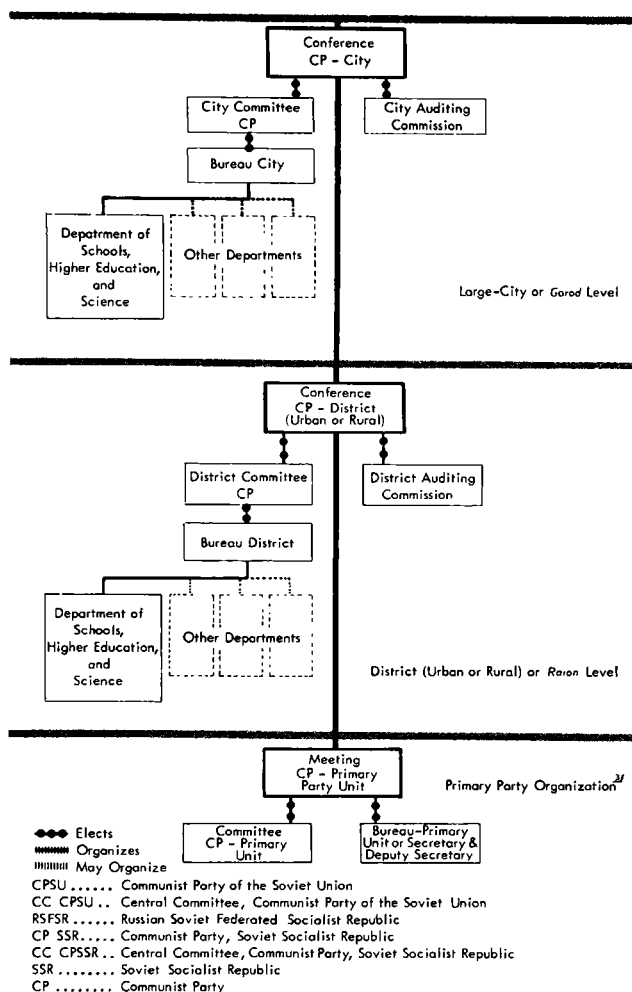 Conference
CP - City
City Committee
CP
City Auditing
Commission
Bureau City
Department of
Schools,
Higher Education,
and
Science
Other Departments
Large-City or Gorod Level
Conference
CP - District
(Urban or Rural)
District Committee
CP
District Auditing
Commission
Bureau District
Department of
Schools,
Higher Education,
and
Science
Other Departments
District (Urban or Rural) or Raion Level
Meeting
CP - Primary
Party Unit
Primary Party Organization
Committee
CP - Primary
Unit
Bureau-Primary
Unit or Secretary &
Deputy Secretary
Elects
Organizes
May Organize
CPSU ...... Communist Party of the Soviet Union
CC CPSU .. Central Committee, Communist Party of the Soviet Union
RSFSR ...... Russian Soviet Federated Socialist Republic
CP SSR..... Communist Party, Soviet Socialist Republic
CC CPSSR.. Central Committee, Communist Party, Soviet Socialist Republic
SSR ........ Soviet Socialist Republic
CP ........ Communist Party